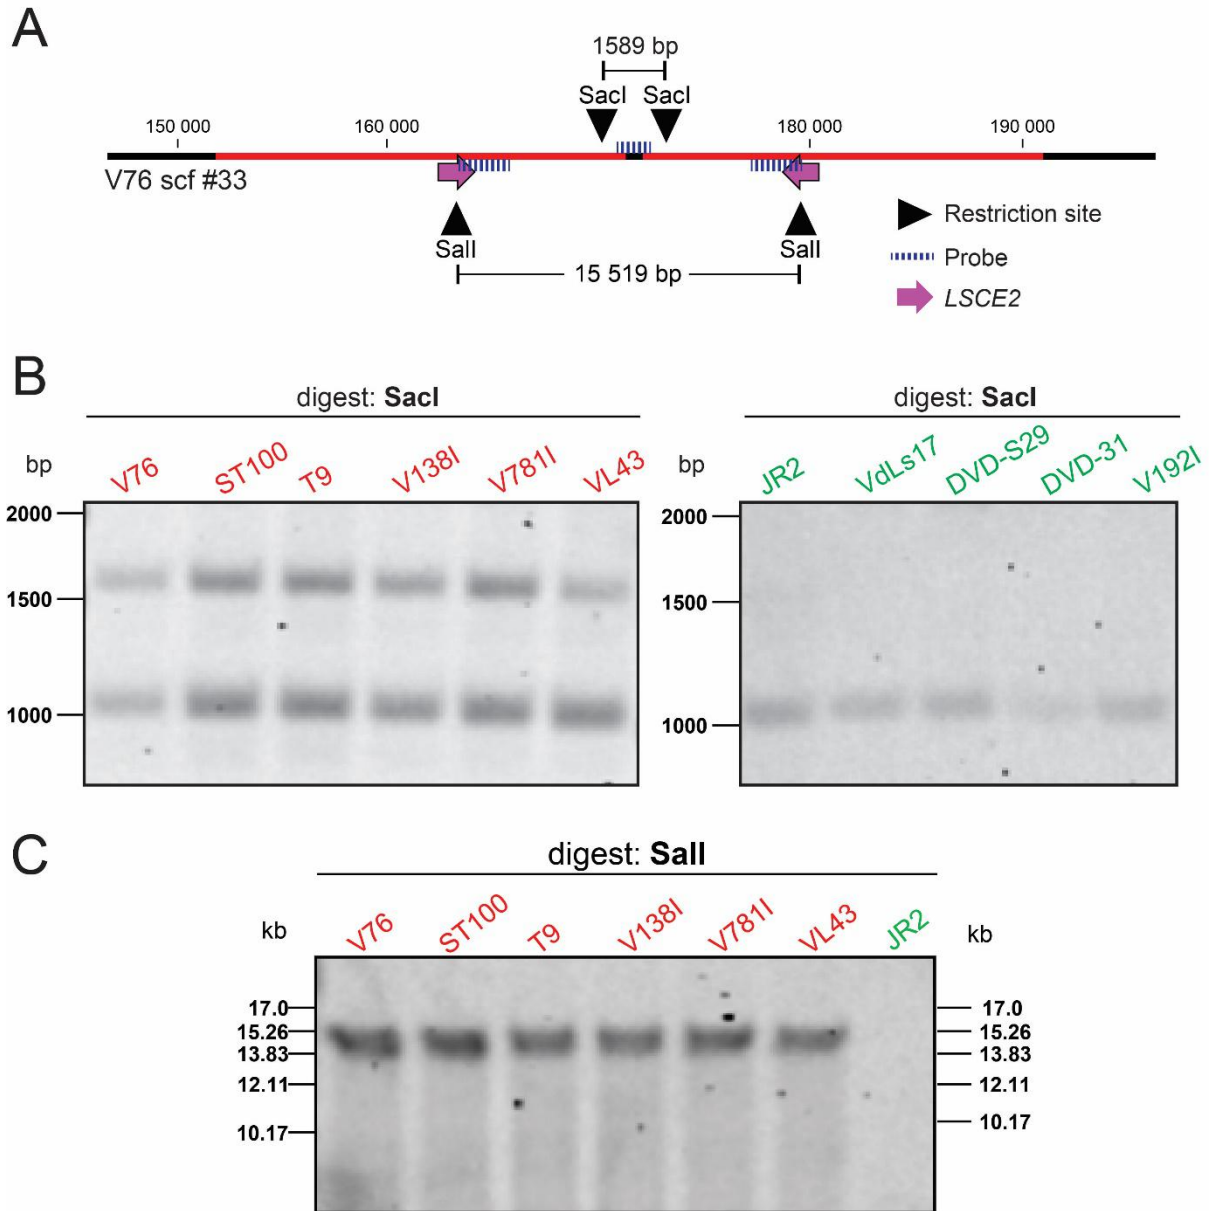 A
1589 bp
SacI SacI
150 000 160 000 180 000 190 000
V76 scf #33
Restriction site
SalI SalI
Probe
15 519 bp
LSCE2
B
digest: SacI
digest: SacI
bp V76 ST100 T9 V138I V781I VL43
bp JR2 VdLs17 DVD-S29 DVD-31 V192I
2000
1500
1000
2000
1500
1000
C
digest: SalI
kb V76 ST100 T9 V138I V781I VL43 JR2 kb
17.0 17.0
15.26 15.26
13.83 13.83
12.11 12.11
10.17 10.17